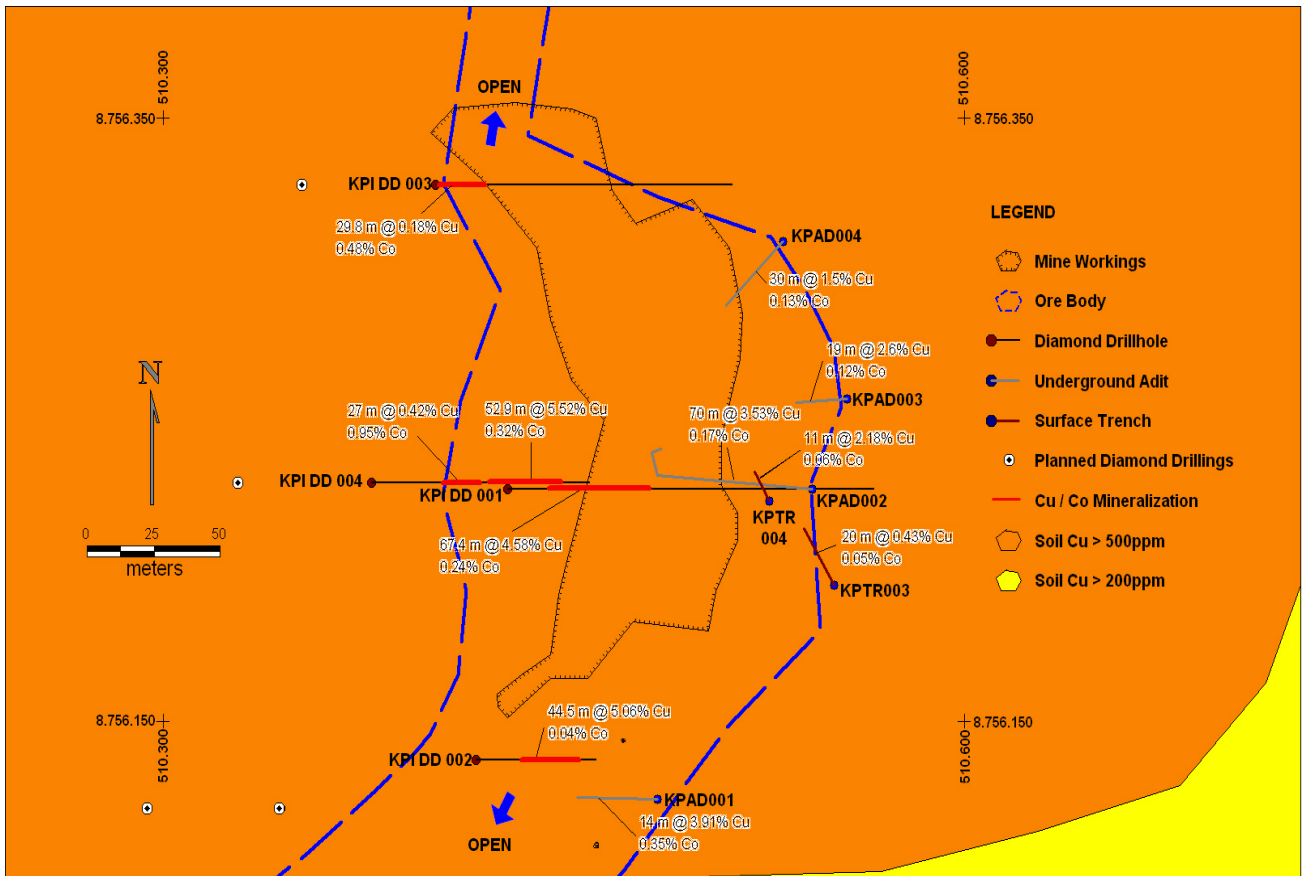 510.300
510.600
8.756.350
8.756.350
OPEN
KPI DD 003
29.8 m @ 0.18% Cu
0.48% Co
KPAD004
30 m @ 1.5% Cu
0.13% Co
LEGEND
Mine Workings
Ore Body
Diamond Drillhole
Underground Adit
Surface Trench
Planned Diamond Drillings
Cu / Co Mineralization
Soil Cu > 500ppm
Soil Cu > 200ppm
19 m @ 2.6% Cu
0.12% Co
KPAD003
N
27 m @ 0.42% Cu
0.95% Co
52.9 m @ 5.52% Cu
0.32% Co
70 m @ 3.53% Cu
0.17% Co
11 m @ 2.18% Cu
0.06% Co
KPI DD 004
KPI DD 001
KPAD002
KPTR
004
67.4 m @ 4.58% Cu
0.24% Co
20 m @ 0.43% Cu
0.05% Co
KPTR003
0 25 50
meters
44.5 m @ 5.06% Cu
0.04% Co
8.756.150
8.756.150
510.300
510.600
KPI DD 002
KPAD001
14 m @ 3.91% Cu
0.35% Co
OPEN